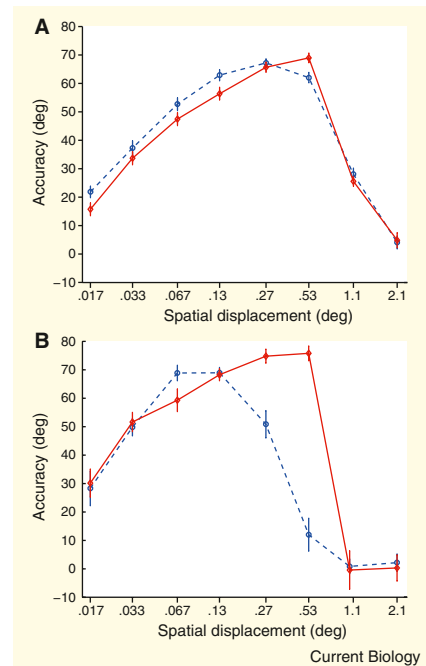 A
80
70
60
50
40
30
20
10
0
−10
Accuracy (deg)
.017 .033 .067 .13 .27 .53 1.1 2.1
Spatial displacement (deg)
B
80
70
60
50
40
30
20
10
0
−10
Accuracy (deg)
.017 .033 .067 .13 .27 .53 1.1 2.1
Spatial displacement (deg)
Current Biology